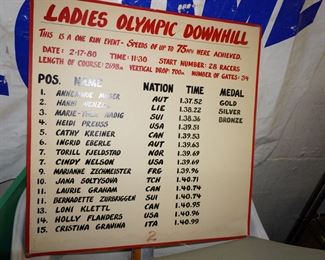 LADIES OLYMPIC DOWNHILL
THIS IS A ONE RUN EVENT - SPEEDS OF UP TO 75MPH WERE ACHIEVED.
DATE: 2-17-80 TIME: 11:30 START NUMBER: 28 RACERS
LENGTH OF COURSE: 2698m VERTICAL DROP 700m NUMBER OF GATES: 34
POS. NAME NATION TIME MEDAL
1. ANNEMARIE MOSER AUT 1.37.52 GOLD
2. HANNI WENZEL LIE 1.38.22 SILVER
3. MARIE-THERES NADIG SUI 1.38.36 BRONZE
4. HEIDI PREUSS USA 1.39.51
5. CATHY KREINER CAN 1.39.53
6. INGRID EBERLE AUT 1.39.63
7. TORILL FJELDSTAD NOR 1.39.69
7. CINDY NELSON USA 1.39.69
9. MARIANNE ZECHMEISTER FRG 1.39.96
10. JANA SOLTYSOVA TCH 1.40.71
11. LAURIE GRAHAM CAN 1.40.74
11. BERNADETTE ZURBRIGGEN SUI 1.40.74
13. LONI KLETTL CAN 1.40.95
14. HOLLY FLANDERS USA 1.40.96
15. CRISTINA GRAVINA ITA 1.40.99
2